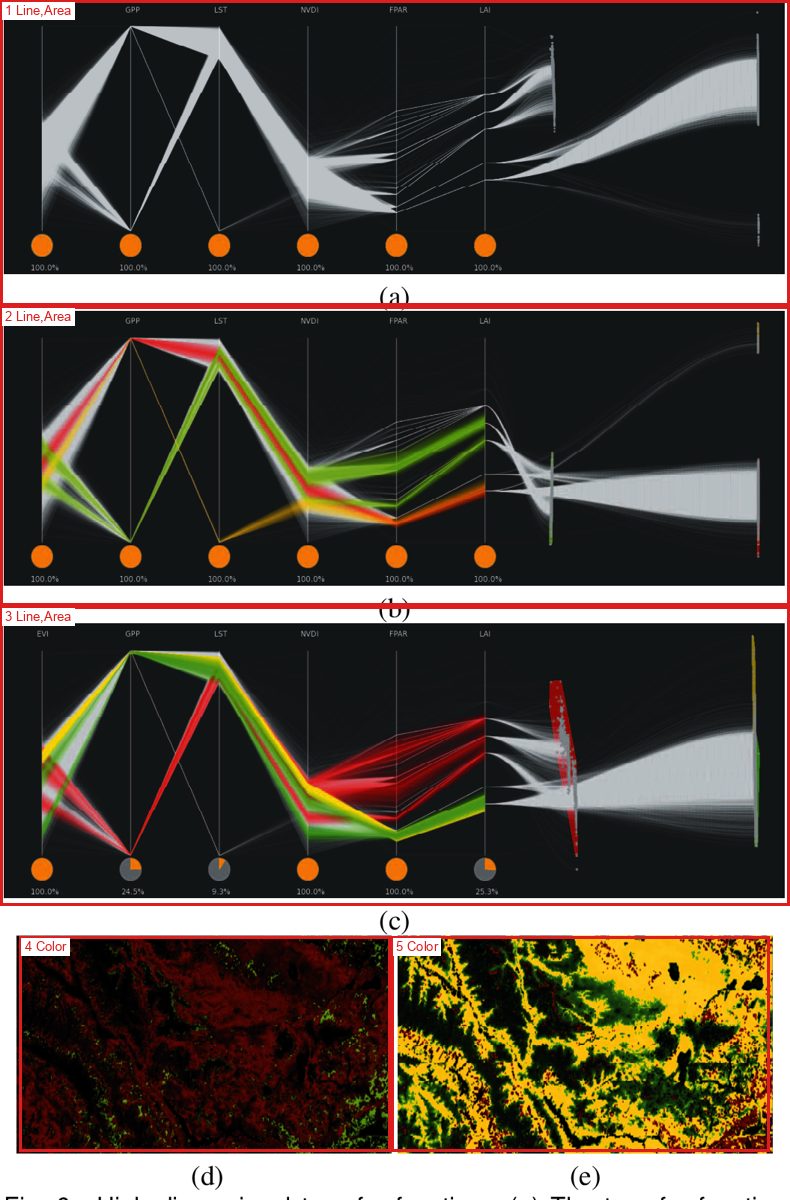 1 Line,Area
GPP LST NVDI FPAR LAI
100.0% 100.0% 100.0% 100.0% 100.0% 100.0%
(a)
2 Line,Area
GPP LST NVDI FPAR LAI
100.0% 100.0% 100.0% 100.0% 100.0% 100.0%
(b)
3 Line,Area
EVI GPP LST NVDI FPAR LAI
100.0% 24.5% 9.3% 100.0% 100.0% 25.3%
(c)
4 Color 5 Color
(d) (e)